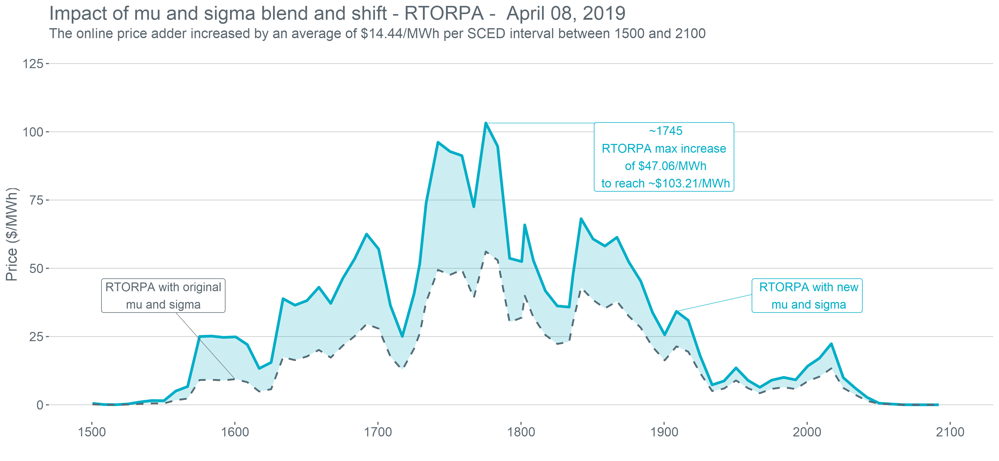 Impact of mu and sigma blend and shift - RTORPA -  April 08, 2019
The online price adder increased by an average of $14.44/MWh per SCED interval between 1500 and 2100
Price ($/MWh)
125
100
75
50
25
0
~1745
RTORPA max increase
of $47.06/MWh
to reach ~$103.21/MWh
RTORPA with original
mu and sigma
RTORPA with new
mu and sigma
1500
1600
1700
1800
1900
2000
2100